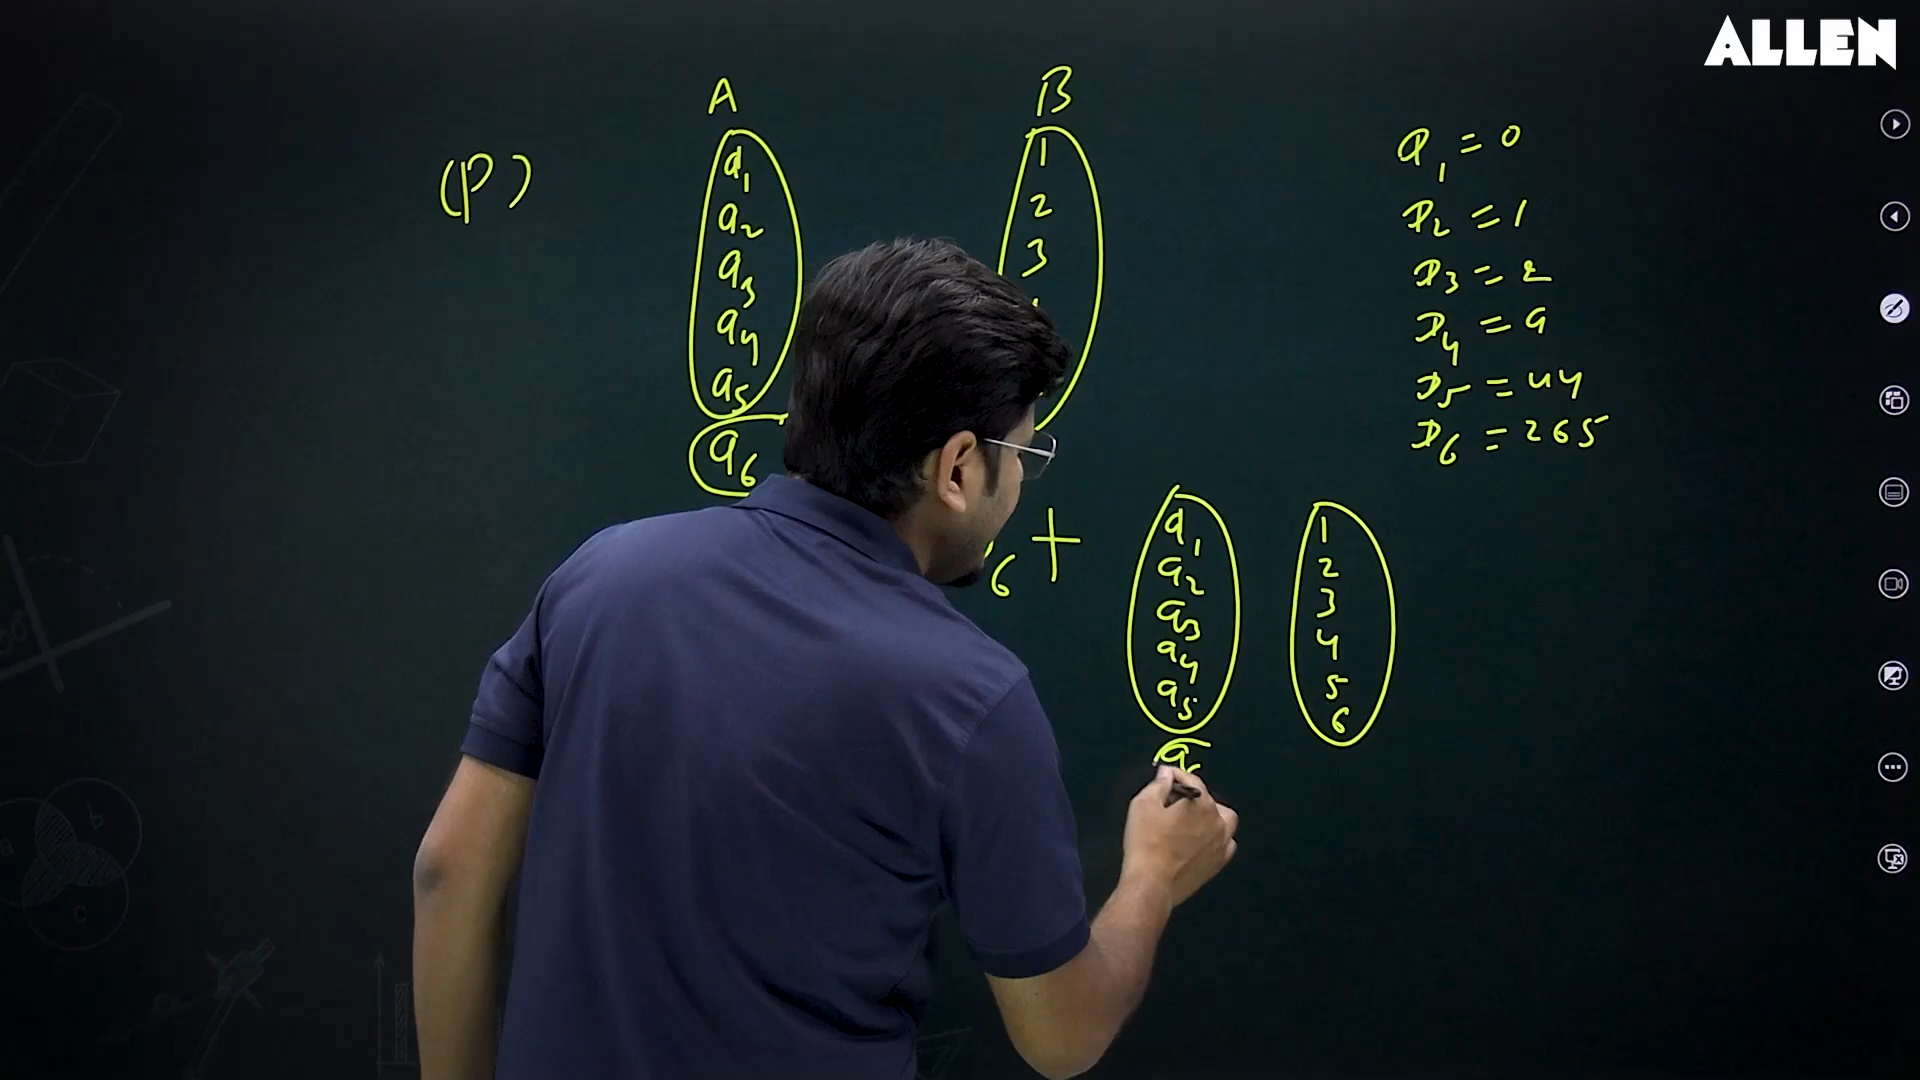 ALLEN
A B
(P)
a1 1
a2 2
a3 3
a4
a5
a6
D1 = 0
D2 = 1
D3 = 2
D4 = 9
D5 = 44
D6 = 265
6 +
a1 1
a2 2
a3 3
a4 4
a5 5
6